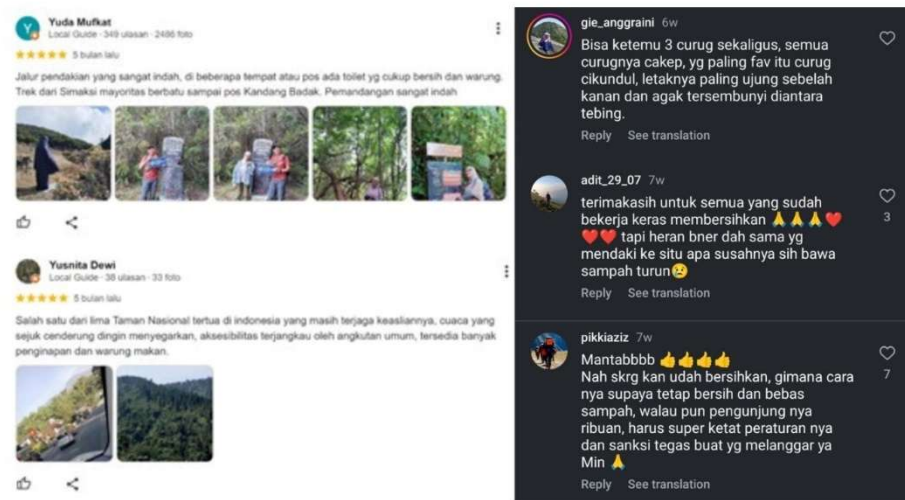 Yuda Mufkat
Local Guide · 349 ulasan · 2486 foto
5 bulan lalu
Jalur pendakian yang sangat indah, di beberapa tempat atau pos ada toilet yg cukup bersih dan warung.
Trek dari Simaksi mayoritas berbatu sampai pos Kandang Badak. Pemandangan sangat indah
Yusnita Dewi
Local Guide · 38 ulasan · 33 foto
5 bulan lalu
Salah satu dari lima Taman Nasional tertua di indonesia yang masih terjaga keasliannya, cuaca yang
sejuk cenderung dingin menyegarkan, aksesibilitas terjangkau oleh angkutan umum, tersedia banyak
penginapan dan warung makan.
gie_anggraini 6w
Bisa ketemu 3 curug sekaligus, semua
curugnya cakep, yg paling fav itu curug
cikundul, letaknya paling ujung sebelah
kanan dan agak tersembunyi diantara
tebing.
Reply See translation
adit_29_07 7w
terimakasih untuk semua yang sudah
bekerja keras membersihkan 🙏🙏🙏❤️
❤️❤️ tapi heran bner dah sama yg
mendaki ke situ apa susahnya sih bawa
sampah turun😢
3
Reply See translation
pikkiaziz 7w
Mantabbbb 👍👍👍👍
Nah skrg kan udah bersihkan, gimana cara
nya supaya tetap bersih dan bebas
sampah, walau pun pengunjung nya
ribuan, harus super ketat peraturan nya
dan sanksi tegas buat yg melanggar ya
Min 🙏
7
Reply See translation